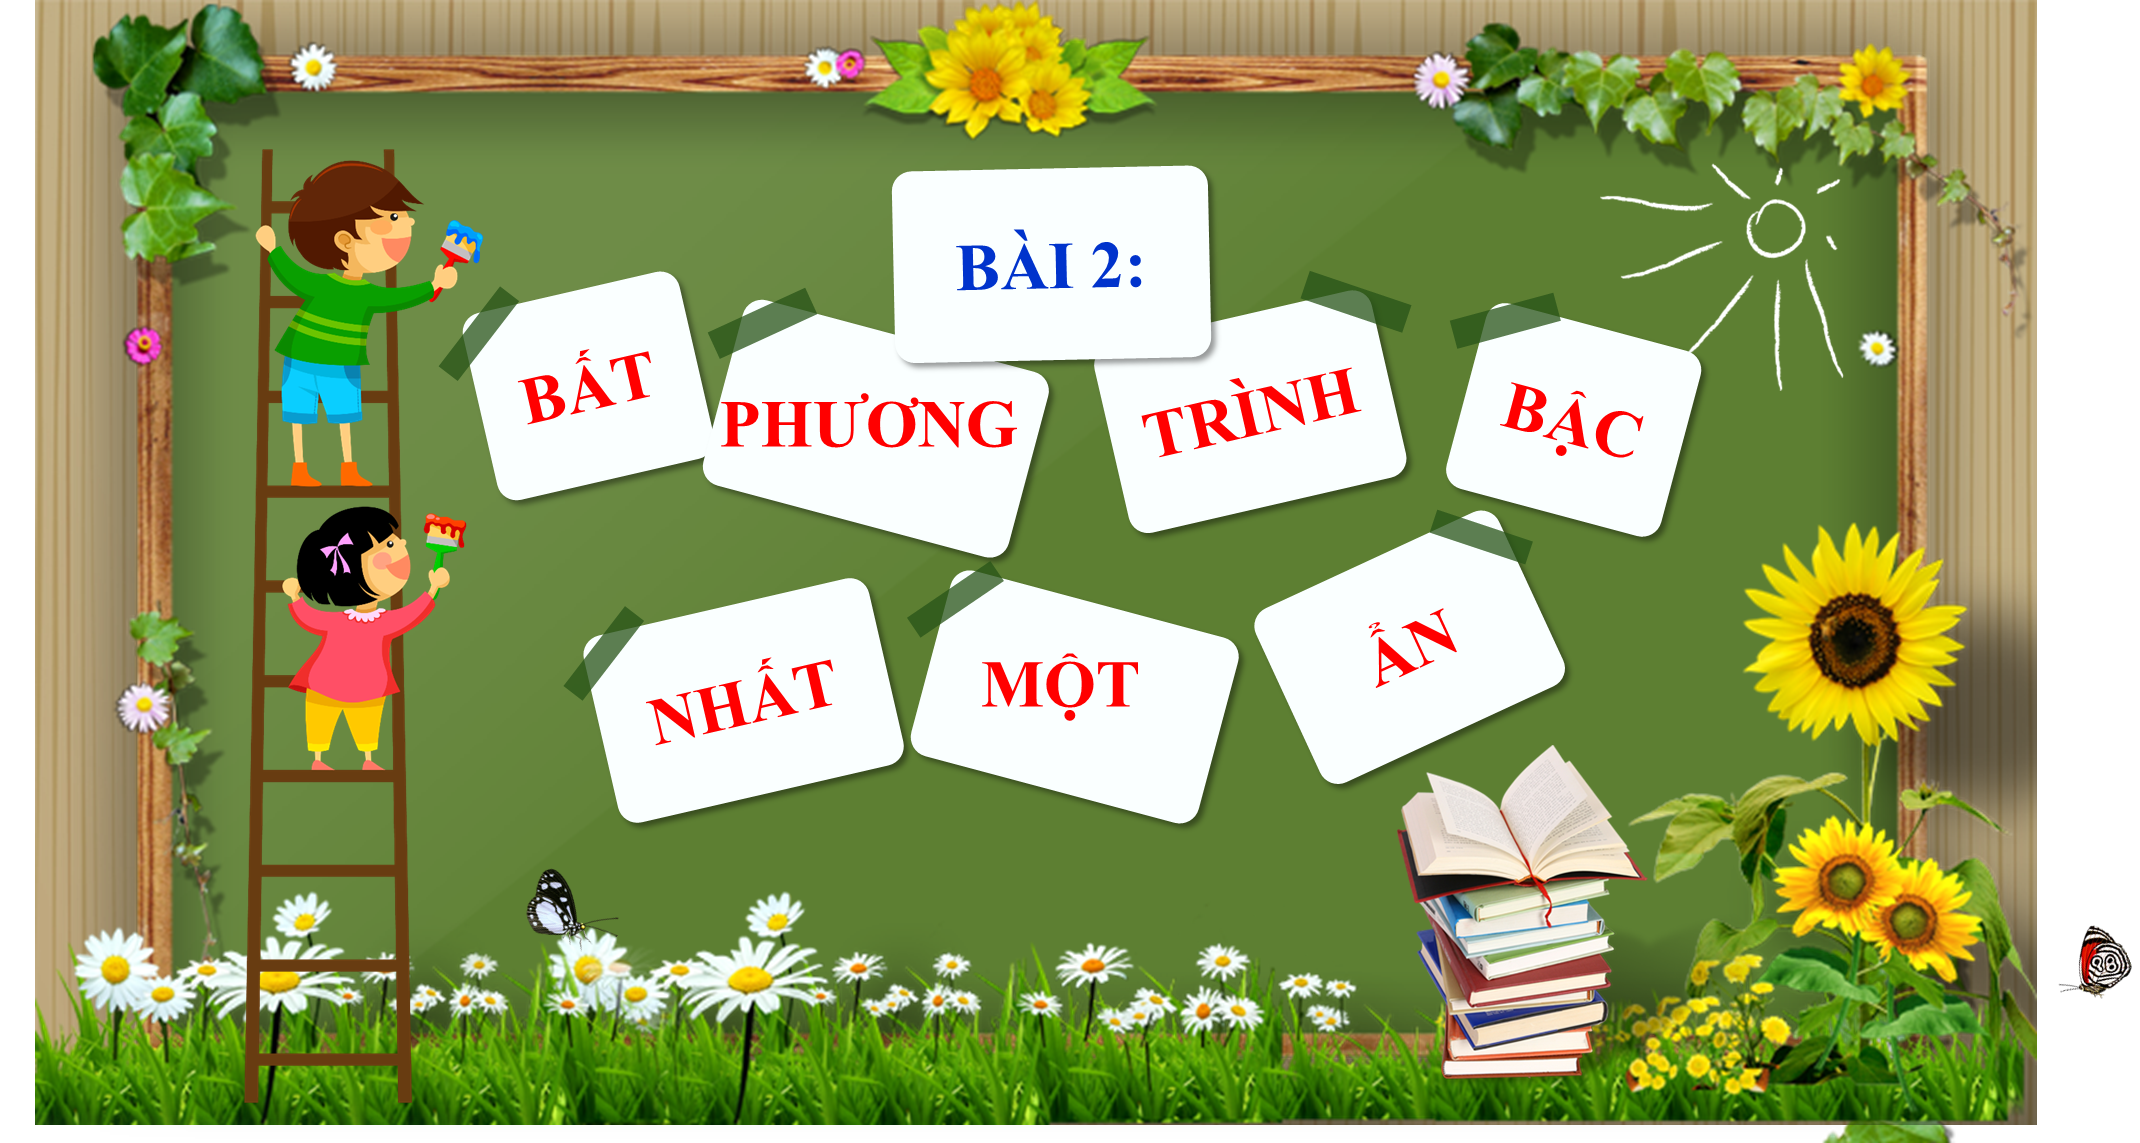 BÀI 2:
BẤT PHƯƠNG TRÌNH BẬC
NHẤT MỘT ẨN